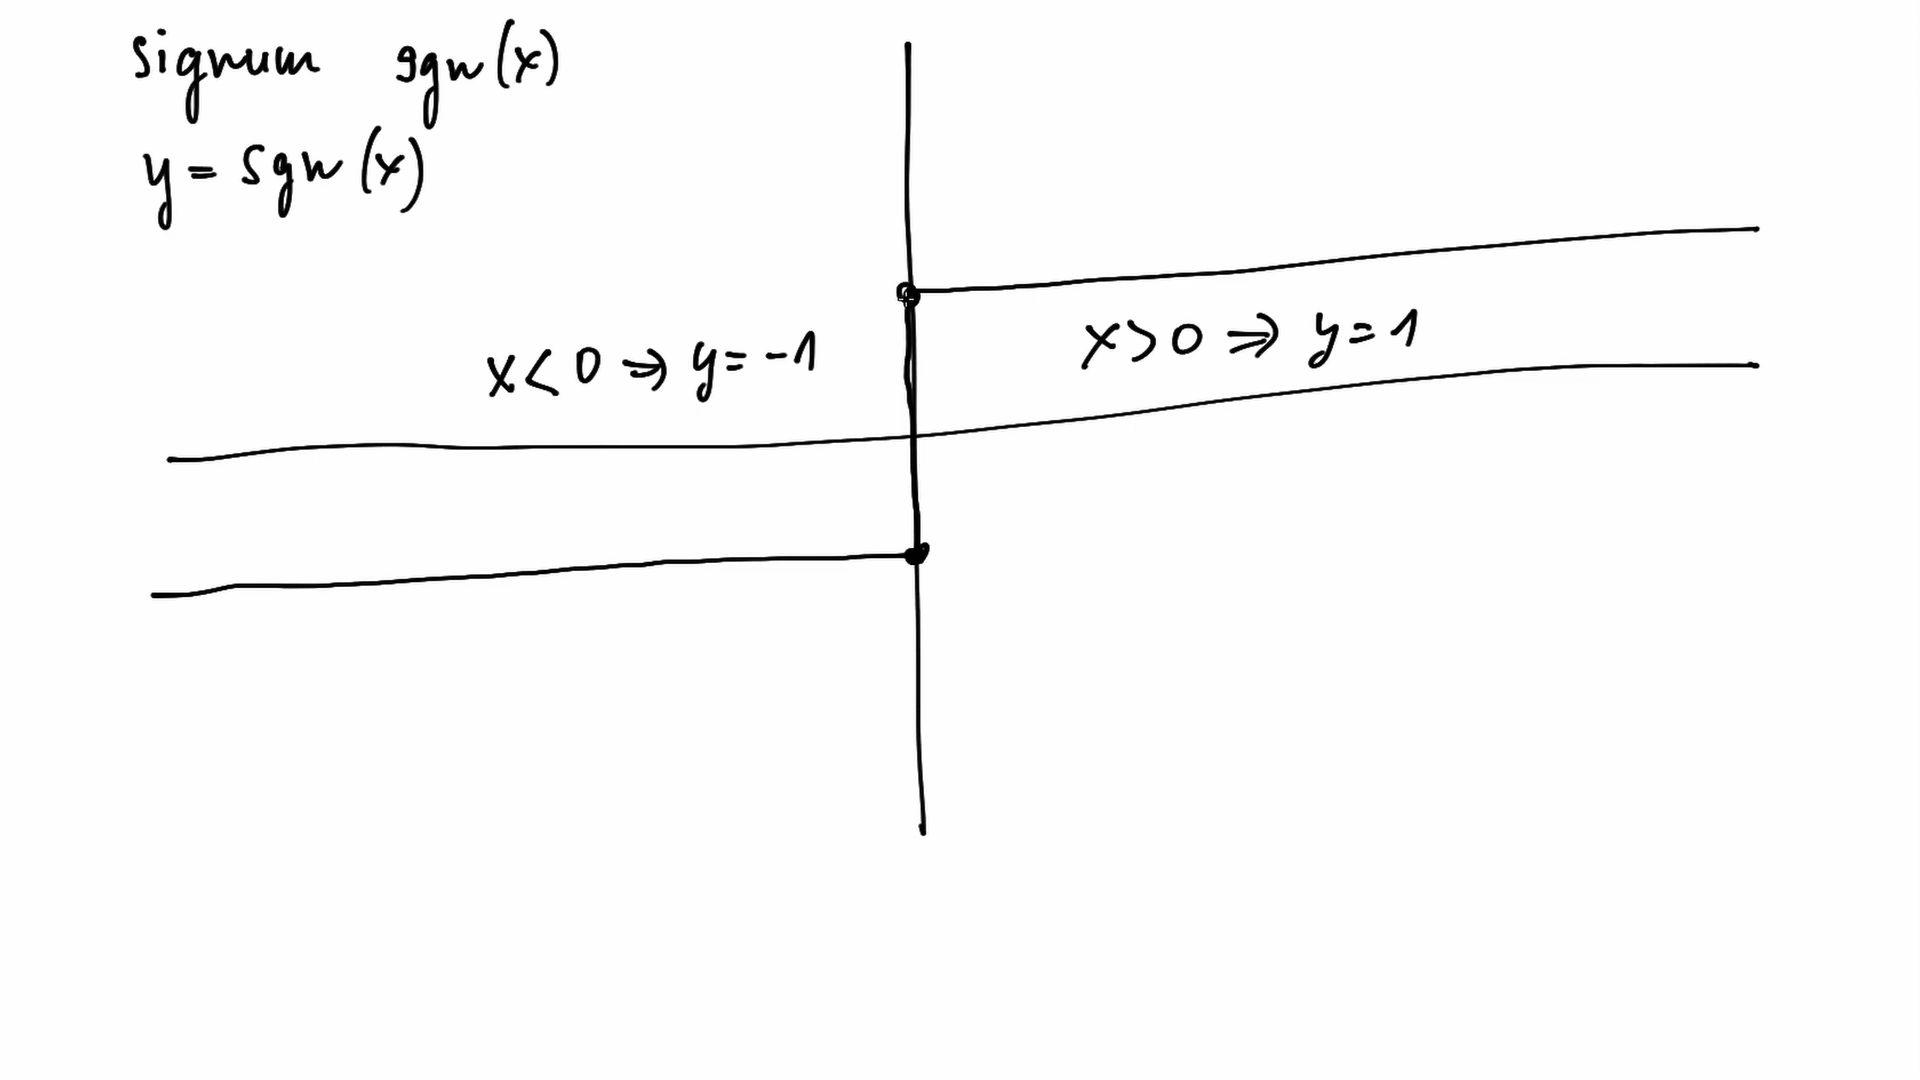 signum sgn(x)
y = sgn(x)
x < 0 ⇒ y = -1
x > 0 ⇒ y = 1